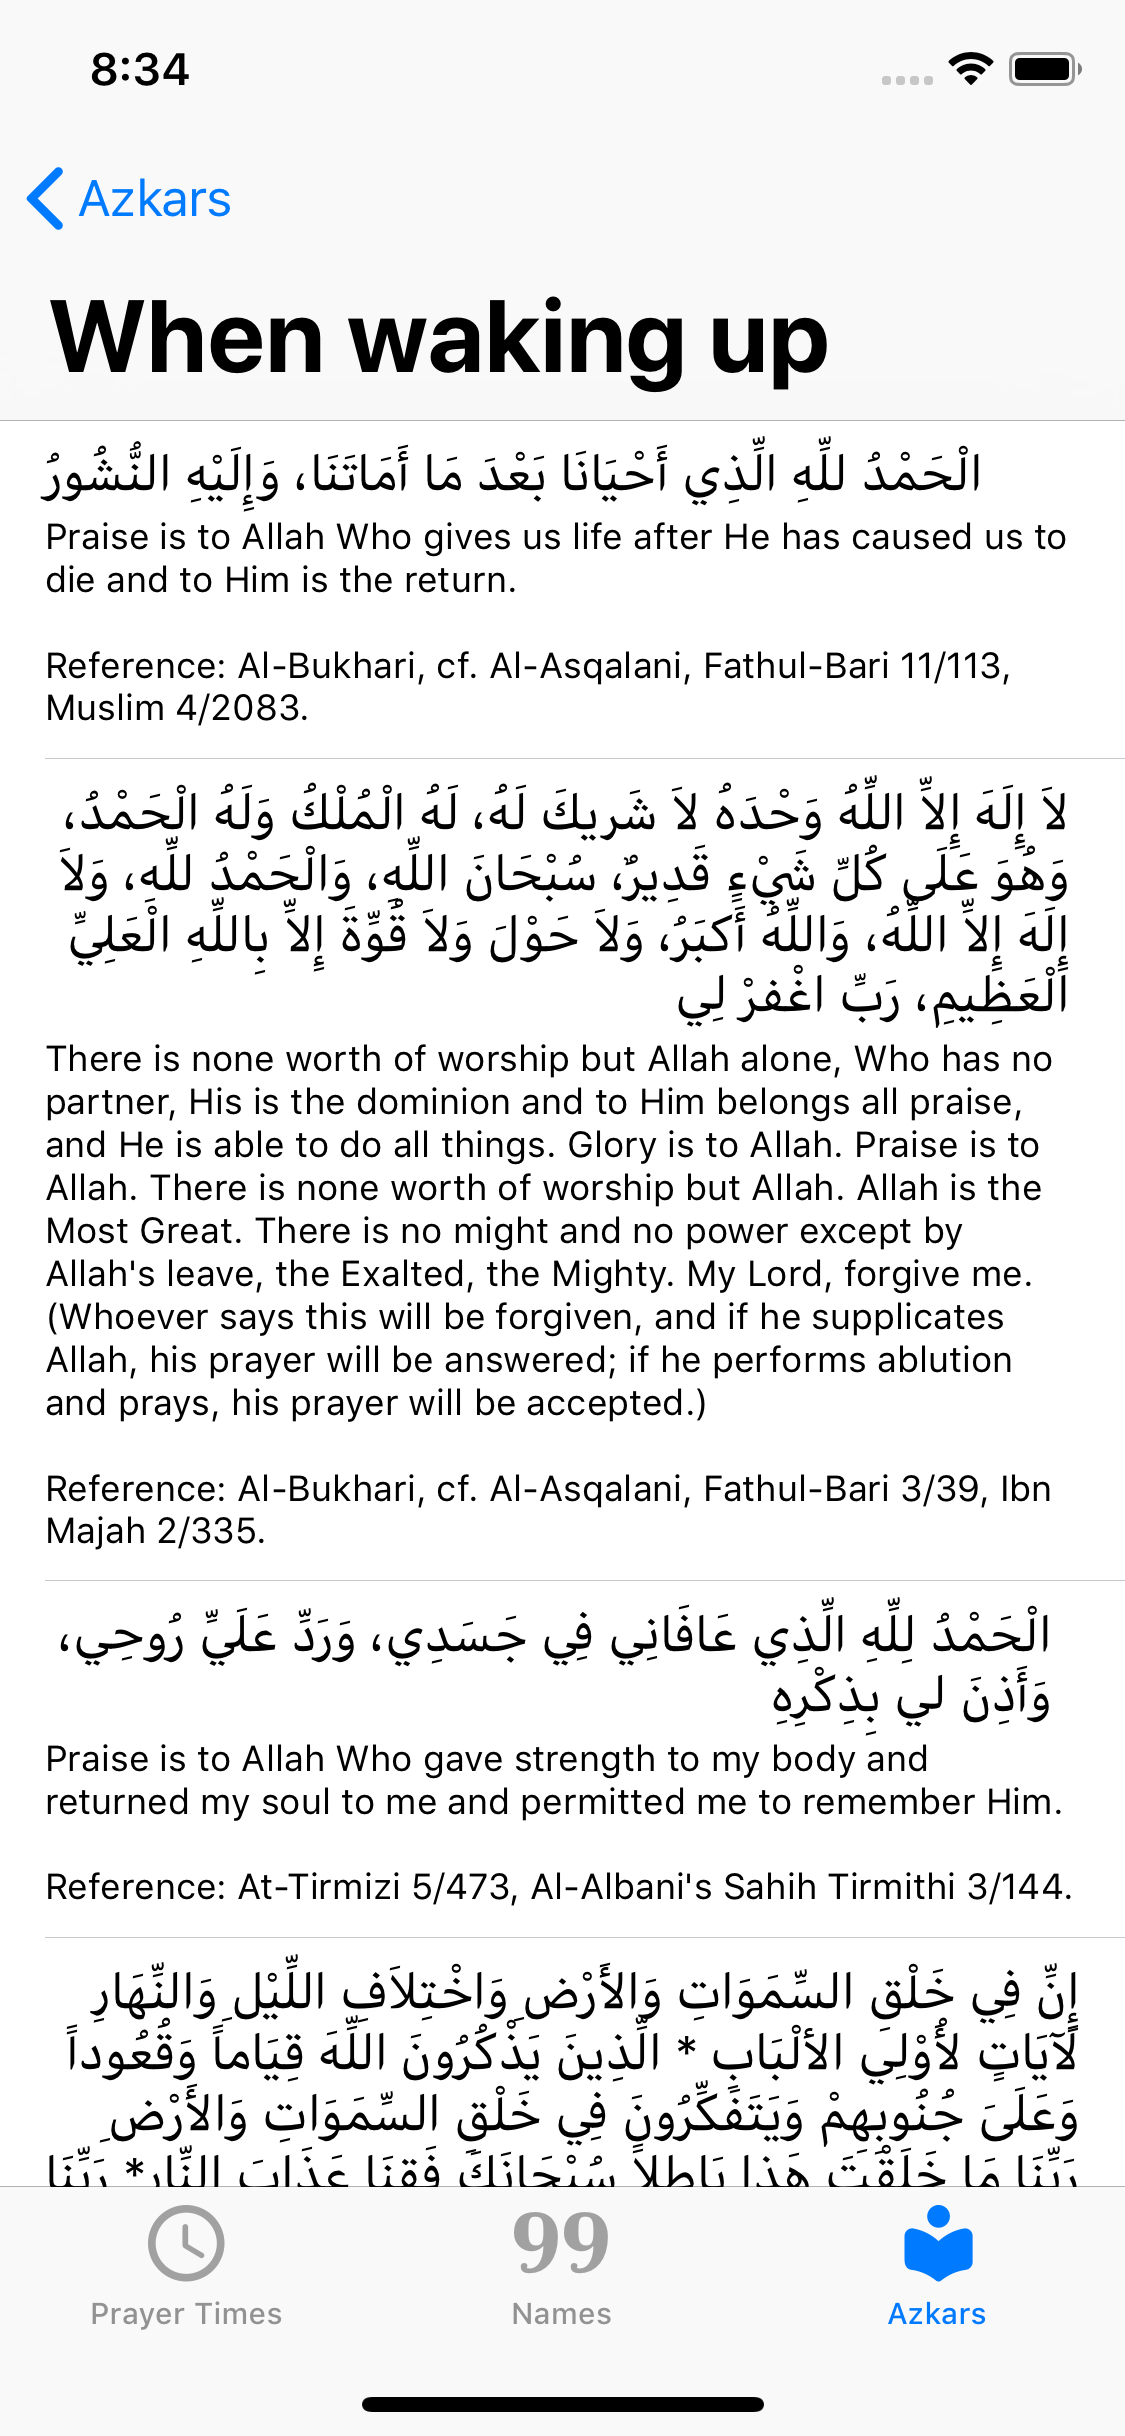 8:34
Azkars
When waking up
الْحَمْدُ للِّهِ الِّذِي أَحْيَانَا بَعْدَ مَا أَمَاتَنَا، وَإِلَيْهِ النُّشُورُ
Praise is to Allah Who gives us life after He has caused us to
die and to Him is the return.
Reference: Al-Bukhari, cf. Al-Asqalani, Fathul-Bari 11/113,
Muslim 4/2083.
لاَ إِلَهَ إِلاِّ اللِّهُ وَحْدَهُ لاَ شَرِيكَ لَهُ، لَهُ الْمُلْكُ وَلَهُ الْحَمْدُ،
وَهُوَ عَلَى كُلِّ شَيْءٍ قَدِيرٌ، سُبْحَانَ اللِّهِ، وَالْحَمْدُ للِّهِ، وَلاَ
إِلَهَ إِلاِّ اللِّهُ، وَاللِّهُ أَكبَرُ، وَلاَ حَوْلَ وَلاَ قُوِّةَ إِلاِّ بِاللِّهِ الْعَلِيِّ
الْعَظِيمِ، رَبِّ اغْفرْ لِي
There is none worth of worship but Allah alone, Who has no
partner, His is the dominion and to Him belongs all praise,
and He is able to do all things. Glory is to Allah. Praise is to
Allah. There is none worth of worship but Allah. Allah is the
Most Great. There is no might and no power except by
Allah's leave, the Exalted, the Mighty. My Lord, forgive me.
(Whoever says this will be forgiven, and if he supplicates
Allah, his prayer will be answered; if he performs ablution
and prays, his prayer will be accepted.)
Reference: Al-Bukhari, cf. Al-Asqalani, Fathul-Bari 3/39, Ibn
Majah 2/335.
الْحَمْدُ لِلِّهِ الِّذِي عَافَانِي فِي جَسَدِي، وَرَدِّ عَلَيِّ رُوحِي،
وَأَذِنَ لي بِذِكْرِهِ
Praise is to Allah Who gave strength to my body and
returned my soul to me and permitted me to remember Him.
Reference: At-Tirmizi 5/473, Al-Albani's Sahih Tirmithi 3/144.
إِنِّ فِي خَلْقِ السِّمَوَاتِ وَالأَرْضِ وَاخْتِلاَفِ اللِّيْلِ وَالنِّهَارِ
لَآيَاتٍ لأُوْلِي الألْبَابِ * الِّذِينَ يَذْكُرُونَ اللِّهَ قِيَاماً وَقُعُوداً
وَعَلَىَ جُنُوبِهِمْ وَيَتَفَكِّرُونَ فِي خَلْقِ السِّمَوَاتِ وَالأَرْضِ
رَبِّنَا مَا خَلَقْتَ هَذا بَاطِلاً سُبْحَانَكَ فَقِنَا عَذَابَ النِّارِ* رَبِّنَا
Prayer Times
99
Names
Azkars